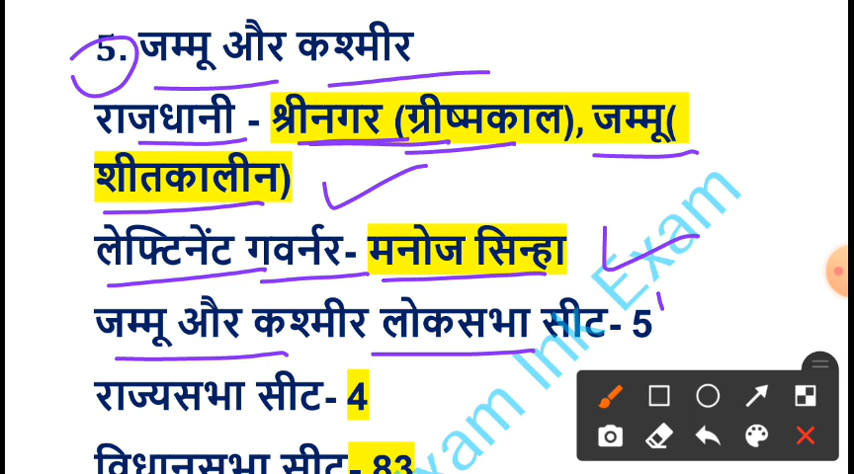 5. जम्मू और कश्मीर
राजधानी - श्रीनगर (ग्रीष्मकाल), जम्मू(
शीतकालीन)
लेफ्टिनेंट गवर्नर- मनोज सिन्हा
जम्मू और कश्मीर लोकसभा सीट- 5
राज्यसभा सीट- 4
विधानसभा सीट- 83
Exam Ink Exam